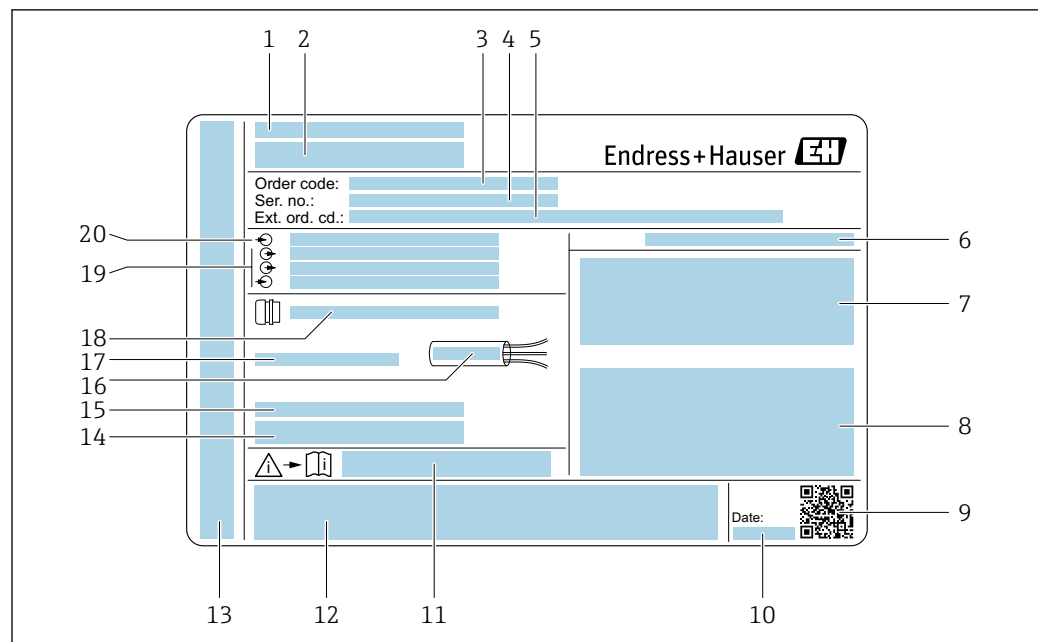 1 2 3 4 5
Endress+Hauser EH
Order code:
Ser. no.:
Ext. ord. cd.:
20
6
19
7
i i
18
17
16
15
8
14
Date:
9
13 12 11 10